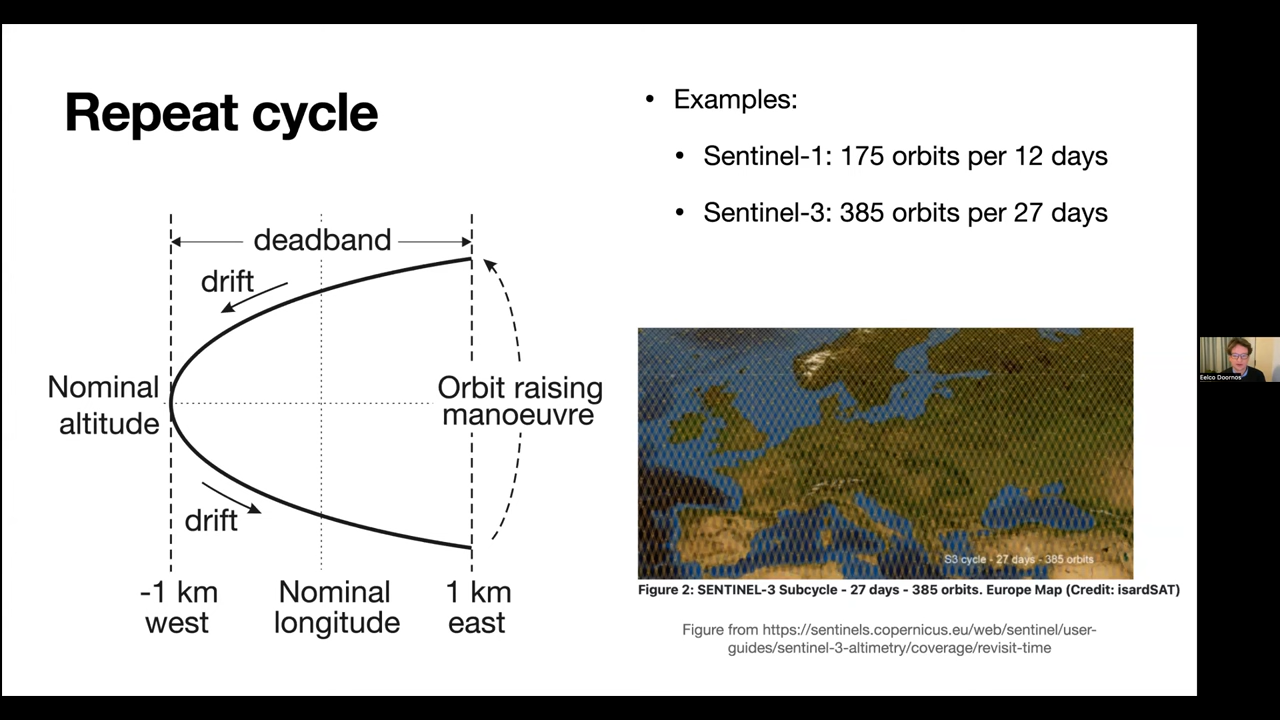 Repeat cycle
deadband
drift
Nominal
altitude
Orbit raising
manoeuvre
drift
-1 km
west
Nominal
longitude
1 km
east
• Examples:
• Sentinel-1: 175 orbits per 12 days
• Sentinel-3: 385 orbits per 27 days
S3 cycle - 27 days - 385 orbits
Figure 2: SENTINEL-3 Subcycle - 27 days - 385 orbits. Europe Map (Credit: isardSAT)
Figure from https://sentinels.copernicus.eu/web/sentinel/user-
guides/sentinel-3-altimetry/coverage/revisit-time
Eelco Doornbos